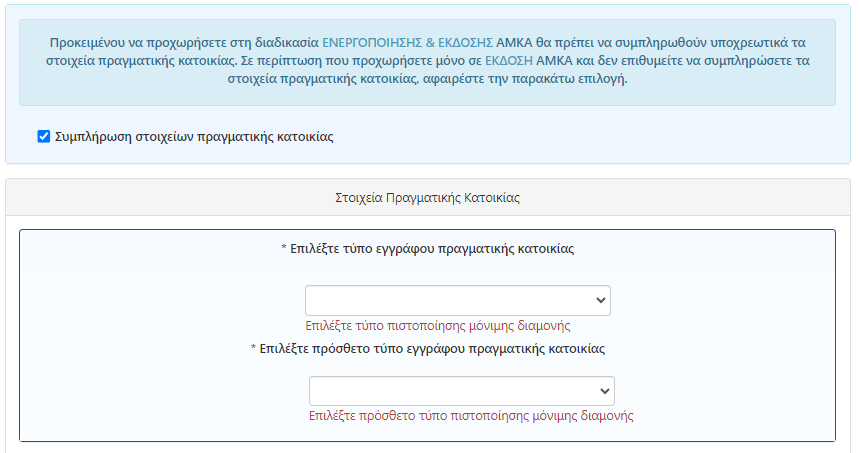 Προκειμένου να προχωρήσετε στη διαδικασία ΕΝΕΡΓΟΠΟΙΗΣΗΣ & ΕΚΔΟΣΗΣ ΑΜΚΑ θα πρέπει να συμπληρωθούν υποχρεωτικά τα
στοιχεία πραγματικής κατοικίας. Σε περίπτωση που προχωρήσετε μόνο σε ΕΚΔΟΣΗ ΑΜΚΑ και δεν επιθυμείτε να συμπληρώσετε τα
στοιχεία πραγματικής κατοικίας, αφαιρέστε την παρακάτω επιλογή.
Συμπλήρωση στοιχείων πραγματικής κατοικίας
Στοιχεία Πραγματικής Κατοικίας
* Επιλέξτε τύπο εγγράφου πραγματικής κατοικίας
Επιλέξτε τύπο πιστοποίησης μόνιμης διαμονής
* Επιλέξτε πρόσθετο τύπο εγγράφου πραγματικής κατοικίας
Επιλέξτε πρόσθετο τύπο πιστοποίησης μόνιμης διαμονής